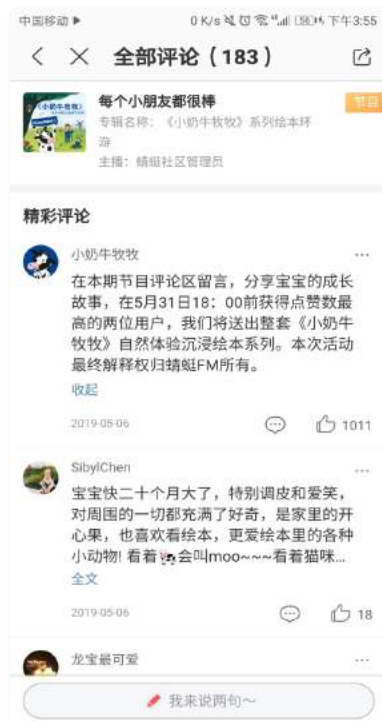 中国移动
0 K/s
下午3:55
全部评论（183）
《小奶牛牧牧》
每个小朋友都很棒
节目
专辑名称：《小奶牛牧牧》系列绘本环
游
主播：蜻蜓社区管理员
精彩评论
小奶牛牧牧
在本期节目评论区留言，分享宝宝的成长
故事，在5月31日18：00前获得点赞数最
高的两位用户，我们将送出整套《小奶牛
牧牧》自然体验沉浸绘本系列。本次活动
最终解释权归蜻蜓FM所有。
收起
2019-05-06
1011
SibylChen
宝宝快二十个月大了，特别调皮和爱笑，
对周围的一切都充满了好奇，是家里的开
心果，也喜欢看绘本，更爱绘本里的各种
小动物! 看着🐄会叫moo~~~看着猫咪...
全文
2019-05-06
18
龙宝最可爱
我来说两句～